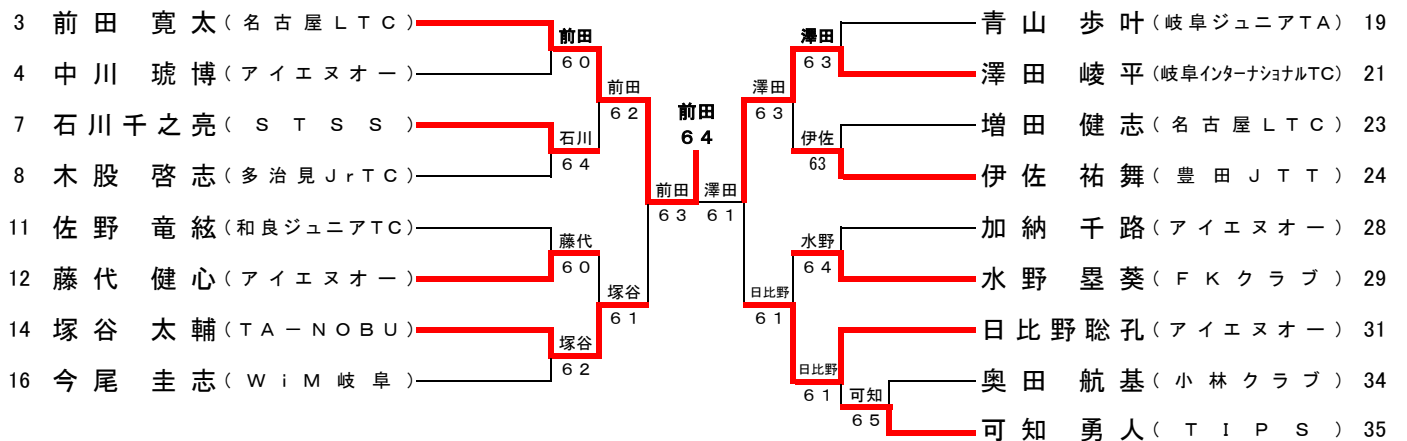 3 前田 寛太(名古屋LTC)
4 中川 琥博(アイエヌオー)
7 石川千之亮(STSS)
8 木股 啓志(多治見JrTC)
11 佐野 竜絃(和良ジュニアTC)
12 藤代 健心(アイエヌオー)
14 塚谷 太輔(TA-NOBU)
16 今尾 圭志(WiM岐阜)
前田
60
石川
64
藤代
60
塚谷
62
前田
62
塚谷
61
前田
63
前田
64
澤田
61
澤田
63
日比野
61
澤田
63
伊佐
63
水野
64
日比野
61
可知
65
青山 歩叶(岐阜ジュニアTA) 19
澤田 崚平(岐阜インターナショナルTC) 21
増田 健志(名古屋LTC) 23
伊佐 祐舞(豊田JTT) 24
加納 千路(アイエヌオー) 28
水野 塁葵(FKクラブ) 29
日比野聡孔(アイエヌオー) 31
奥田 航基(小林クラブ) 34
可知 勇人(TIPS) 35